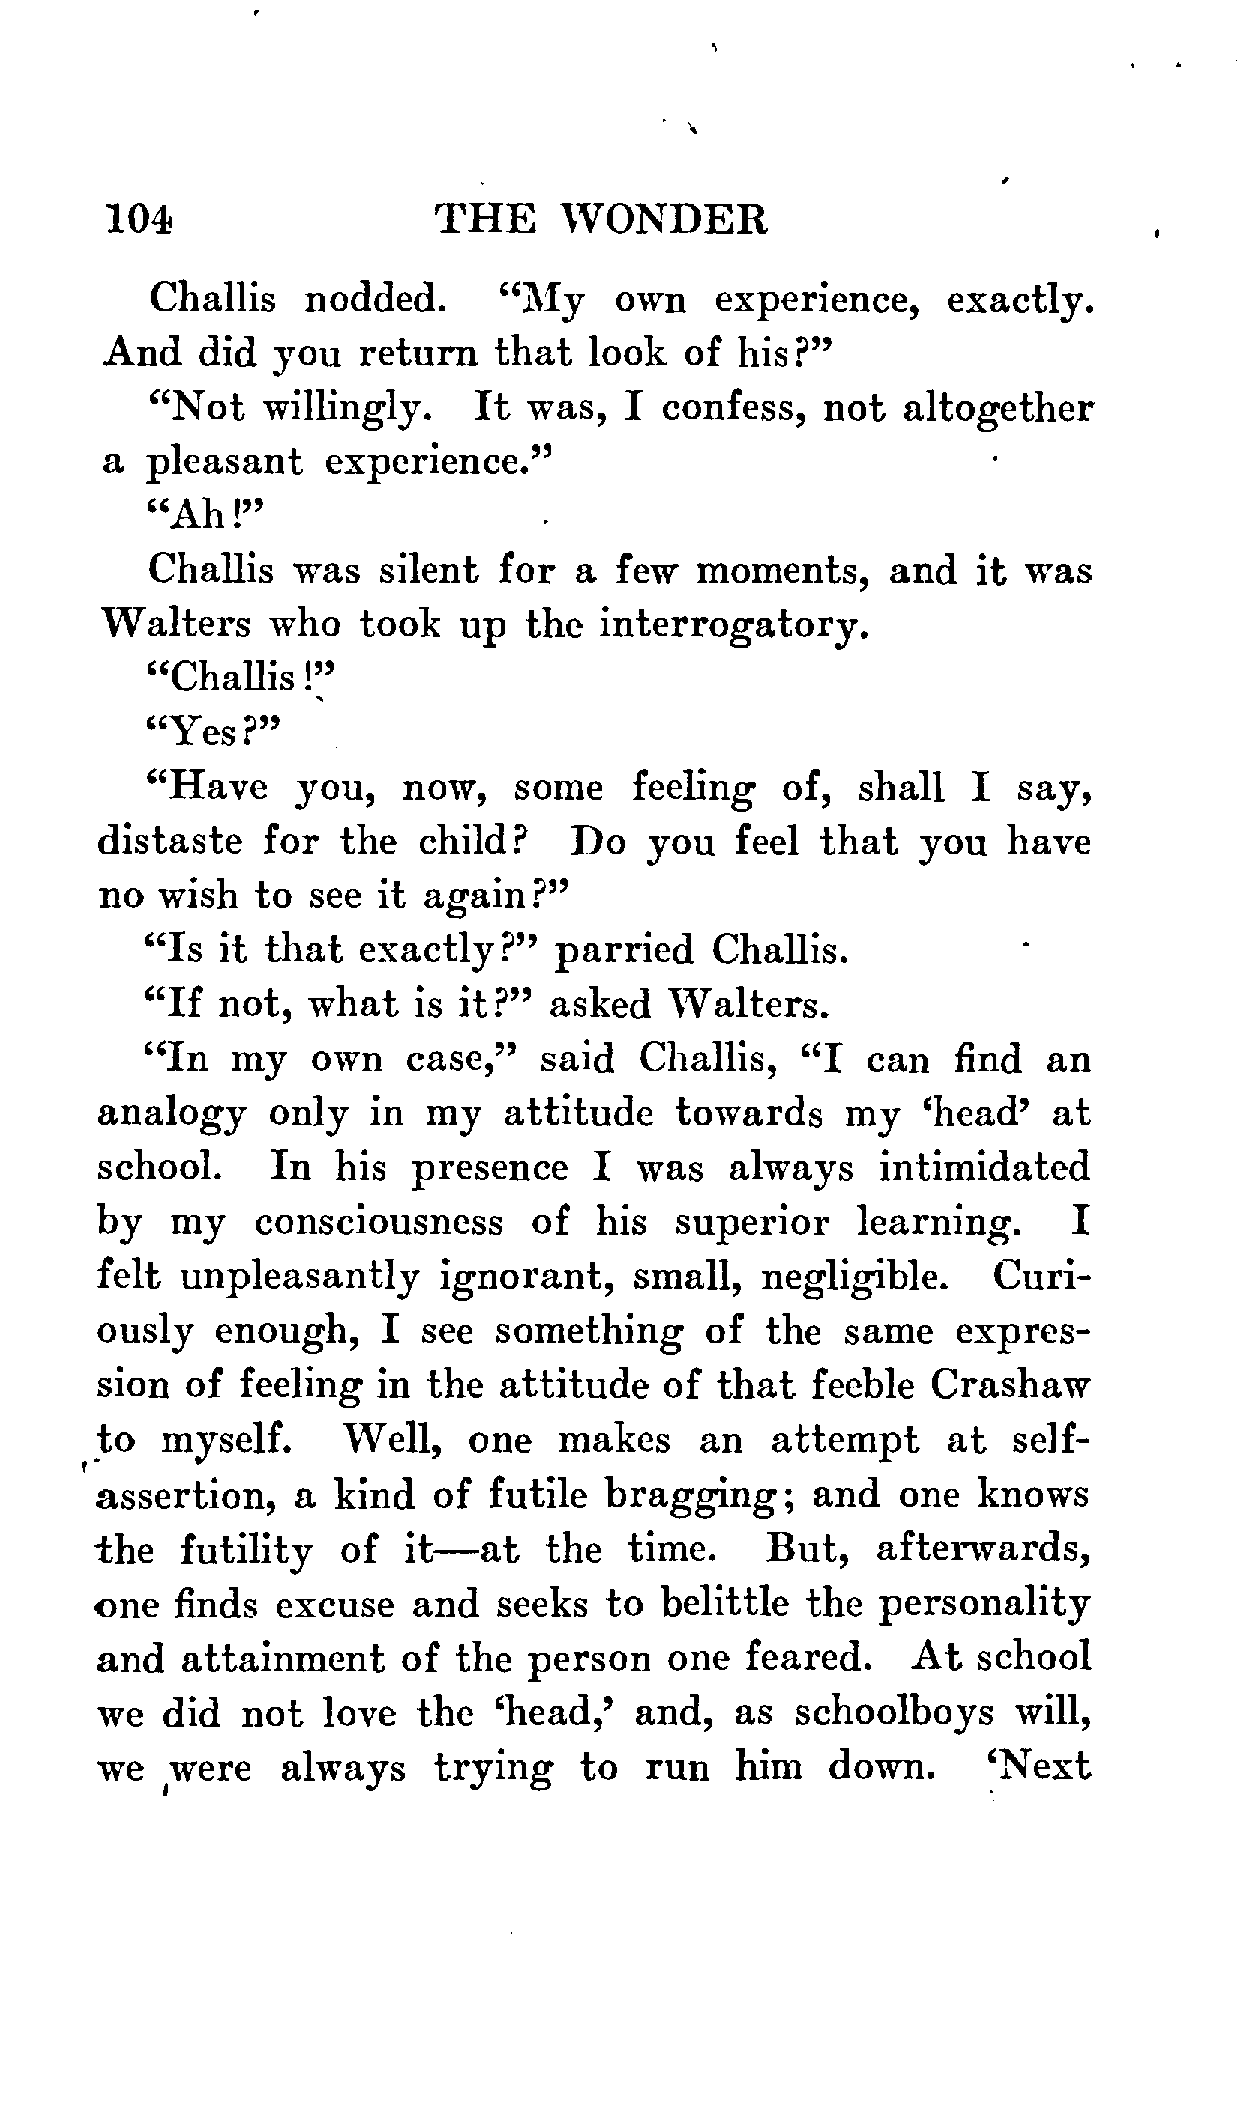 104 THE WONDER
Challis nodded. “My own experience, exactly.
And did you return that look of his?”
“Not willingly. It was, I confess, not altogether
a pleasant experience.”
“Ah!”
Challis was silent for a few moments, and it was
Walters who took up the interrogatory.
“Challis!”
“Yes?”
“Have you, now, some feeling of, shall I say,
distaste for the child? Do you feel that you have
no wish to see it again?”
“Is it that exactly?” parried Challis.
“If not, what is it?” asked Walters.
“In my own case,” said Challis, “I can find an
analogy only in my attitude towards my ‘head’ at
school. In his presence I was always intimidated
by my consciousness of his superior learning. I
felt unpleasantly ignorant, small, negligible. Curi-
ously enough, I see something of the same expres-
sion of feeling in the attitude of that feeble Crashaw
to myself. Well, one makes an attempt at self-
assertion, a kind of futile bragging; and one knows
the futility of it—at the time. But, afterwards,
one finds excuse and seeks to belittle the personality
and attainment of the person one feared. At school
we did not love the ‘head,’ and, as schoolboys will,
we were always trying to run him down. ‘Next